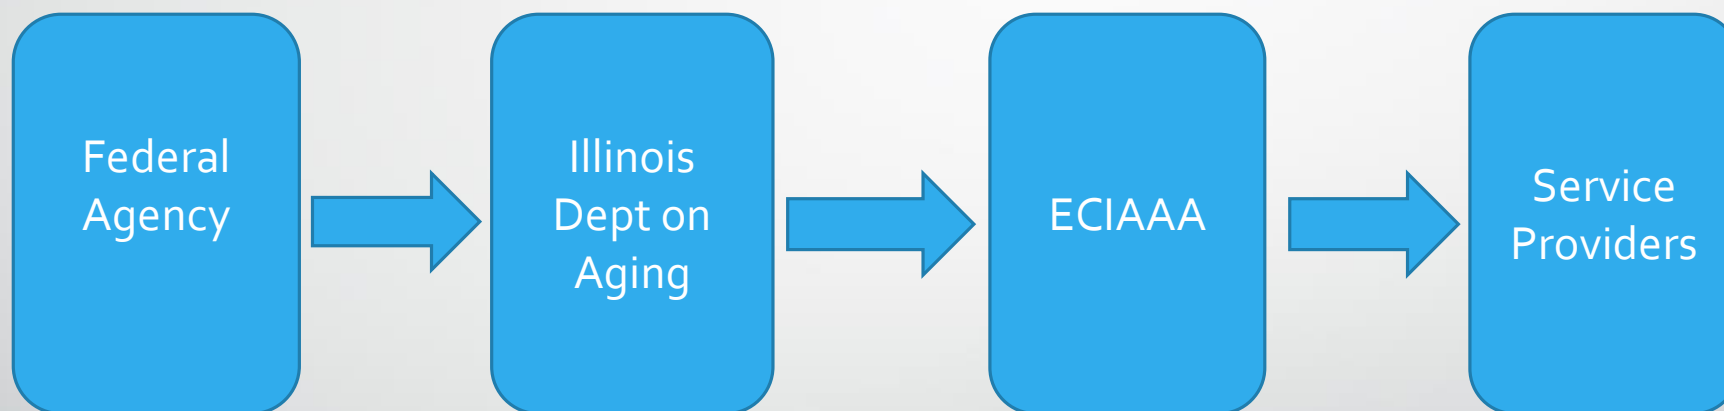 Federal
Agency
Illinois
Dept on
Aging
ECIAAA
Service
Providers